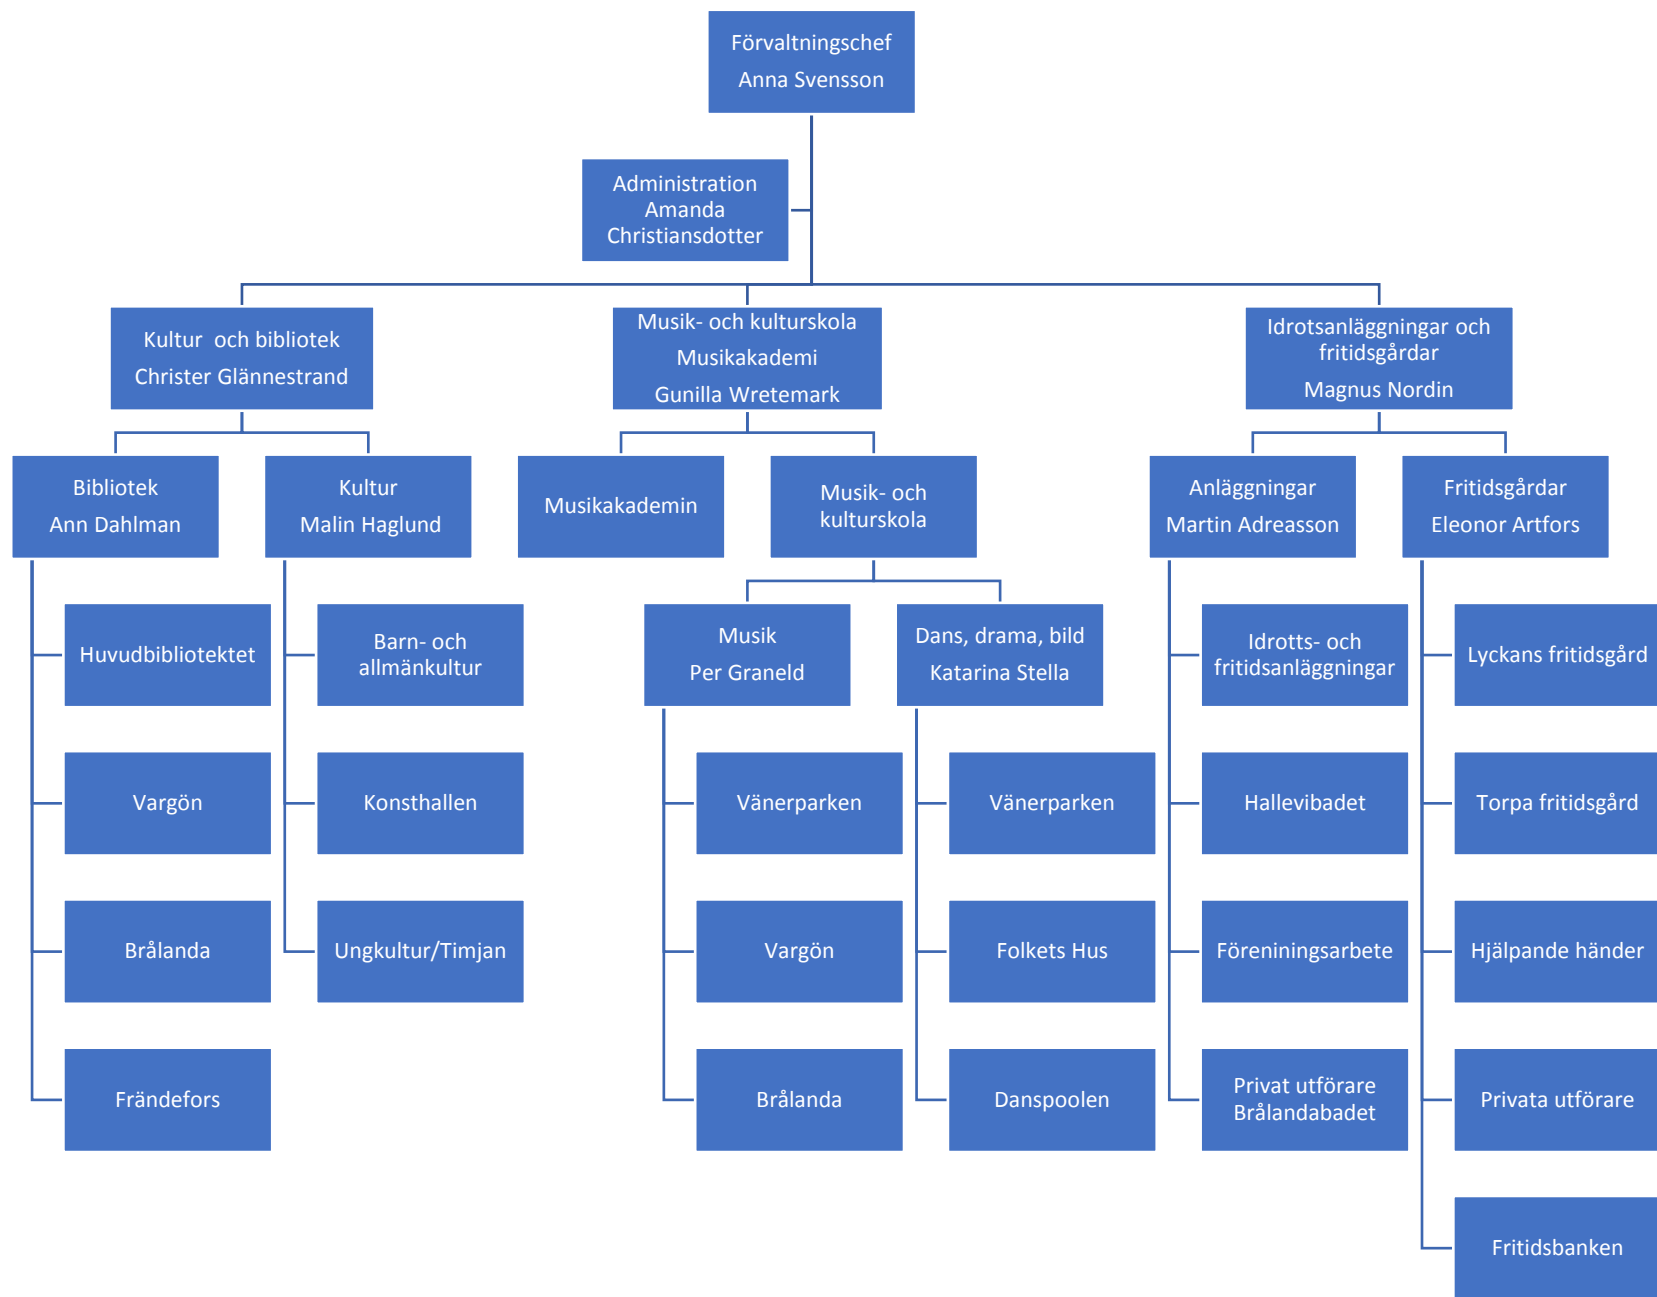 Förvaltningschef
Anna Svensson
Administration
Amanda
Christiansdotter
Kultur och bibliotek
Christer Glännestrand
Musik- och kulturskola
Musikakademi
Gunilla Wretemark
Idrotsanläggningar och
fritidsgårdar
Magnus Nordin
Bibliotek
Ann Dahlman
Kultur
Malin Haglund
Musikakademin
Musik- och
kulturskola
Anläggningar
Martin Adreasson
Fritidsgårdar
Eleonor Artfors
Huvudbibliotektet
Barn- och
allmänkultur
Musik
Per Graneld
Dans, drama, bild
Katarina Stella
Idrotts- och
fritidsanläggningar
Lyckans fritidsgård
Vargön
Konsthallen
Vänerparken
Vänerparken
Hallevibadet
Torpa fritidsgård
Brålanda
Ungkultur/Timjan
Vargön
Folkets Hus
Föreniningsarbete
Hjälpande händer
Frändefors
Brålanda
Danspoolen
Privat utförare
Brålandabadet
Privata utförare
Fritidsbanken